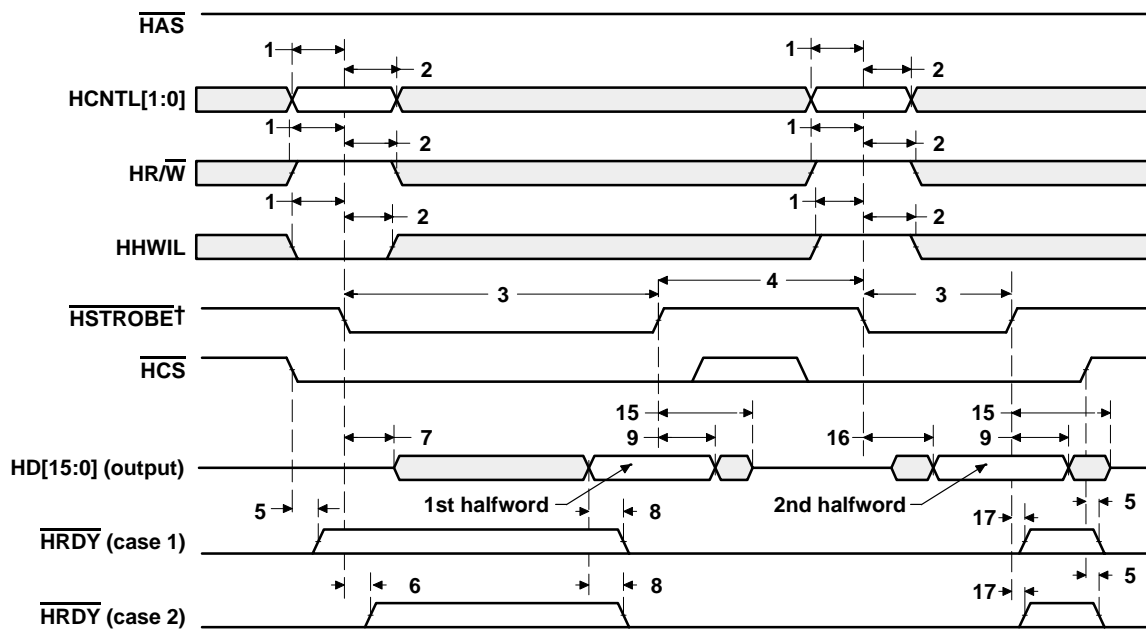 HAS
1
1
2
2
HCNTL[1:0]
1
1
2
2
HR/W
1
1
2
2
HHWIL
3
4
3
HSTROBE†
HCS
15
15
7
9
16
9
HD[15:0] (output)
1st halfword
2nd halfword
5
8
17
5
HRDY (case 1)
6
8
17
5
HRDY (case 2)